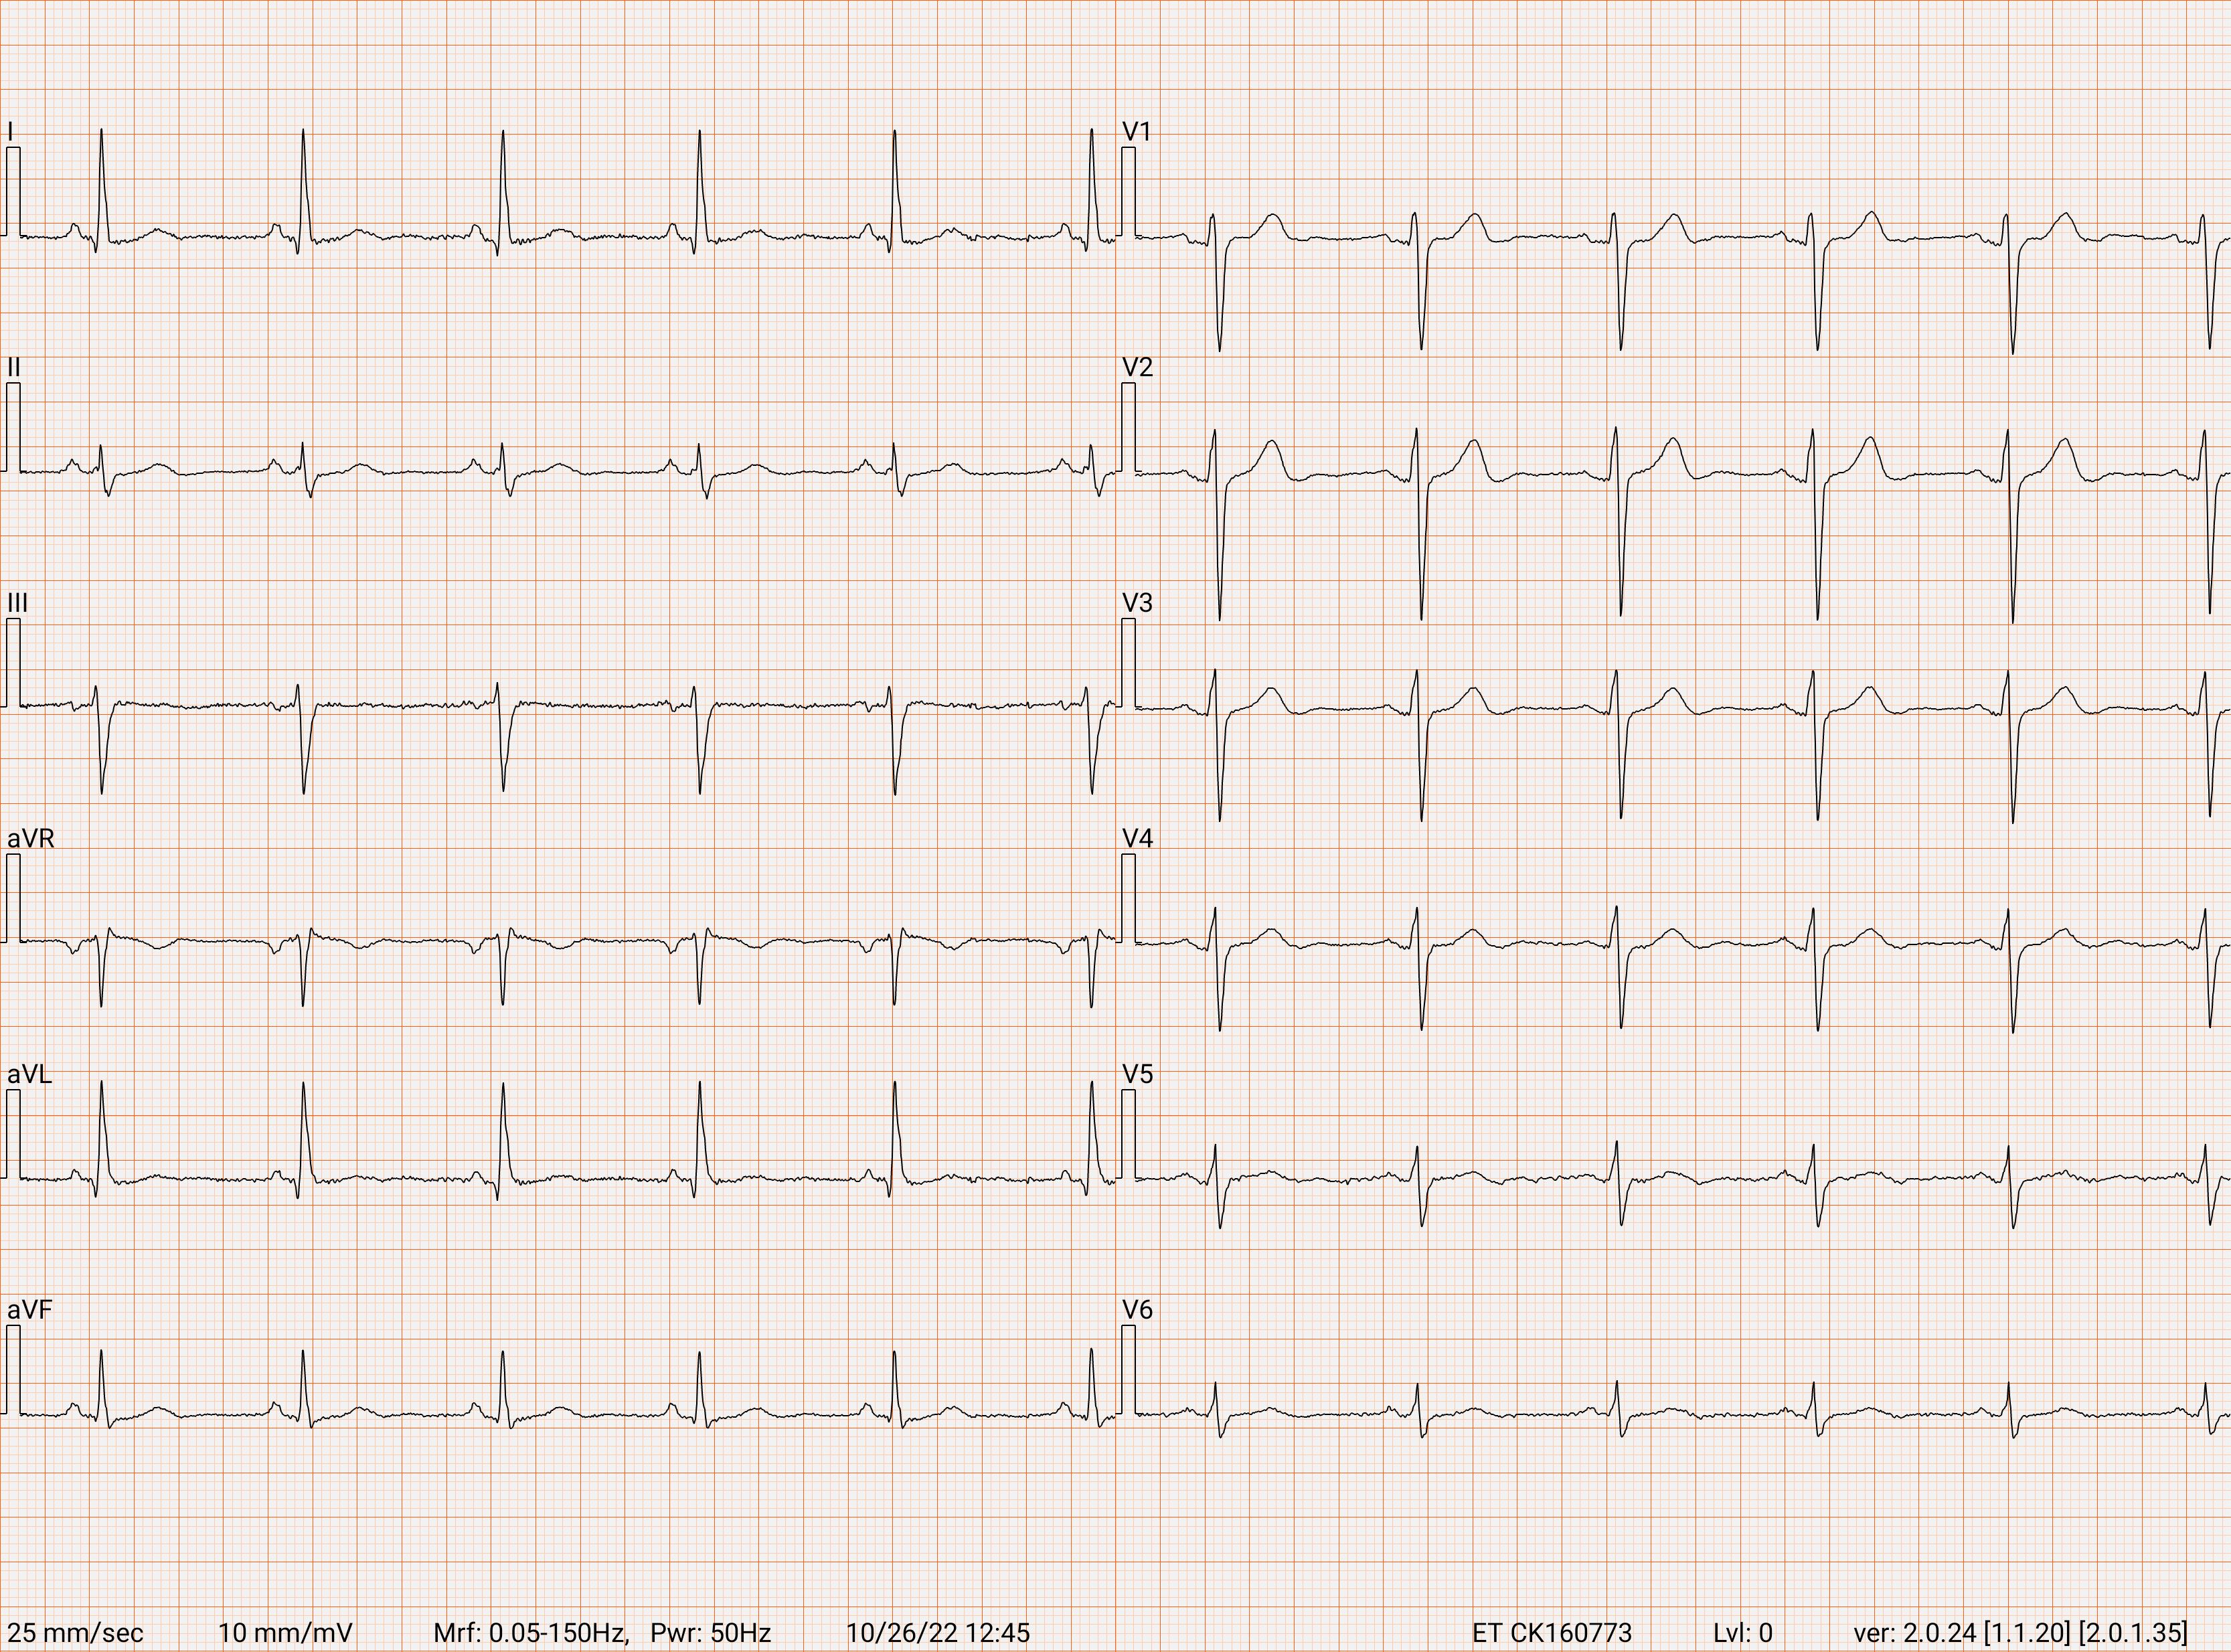 I
V1
II
V2
III
V3
aVR
V4
aVL
V5
aVF
V6
25 mm/sec 10 mm/mV Mrf: 0.05-150Hz, Pwr: 50Hz 10/26/22 12:45 ET CK160773 Lvl: 0 ver: 2.0.24 [1.1.20] [2.0.1.35]